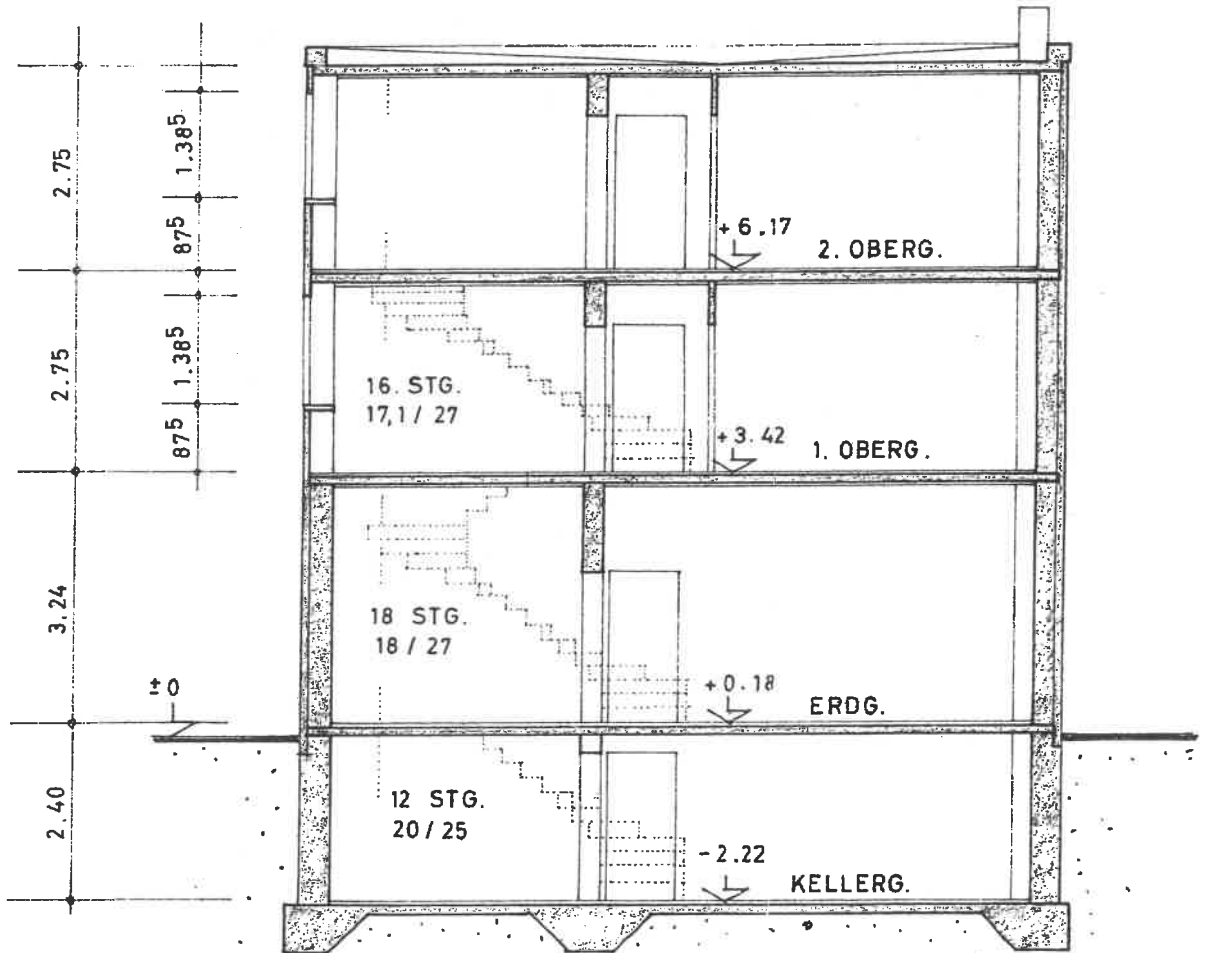 2.75
1.38⁵
87⁵
+6.17
2. OBERG.
2.75
1.38⁵
87⁵
16. STG.
17,1 / 27
+3.42
1. OBERG.
3.24
18 STG.
18 / 27
±0
+0.18
ERDG.
2.40
12 STG.
20 / 25
-2.22
KELLERG.